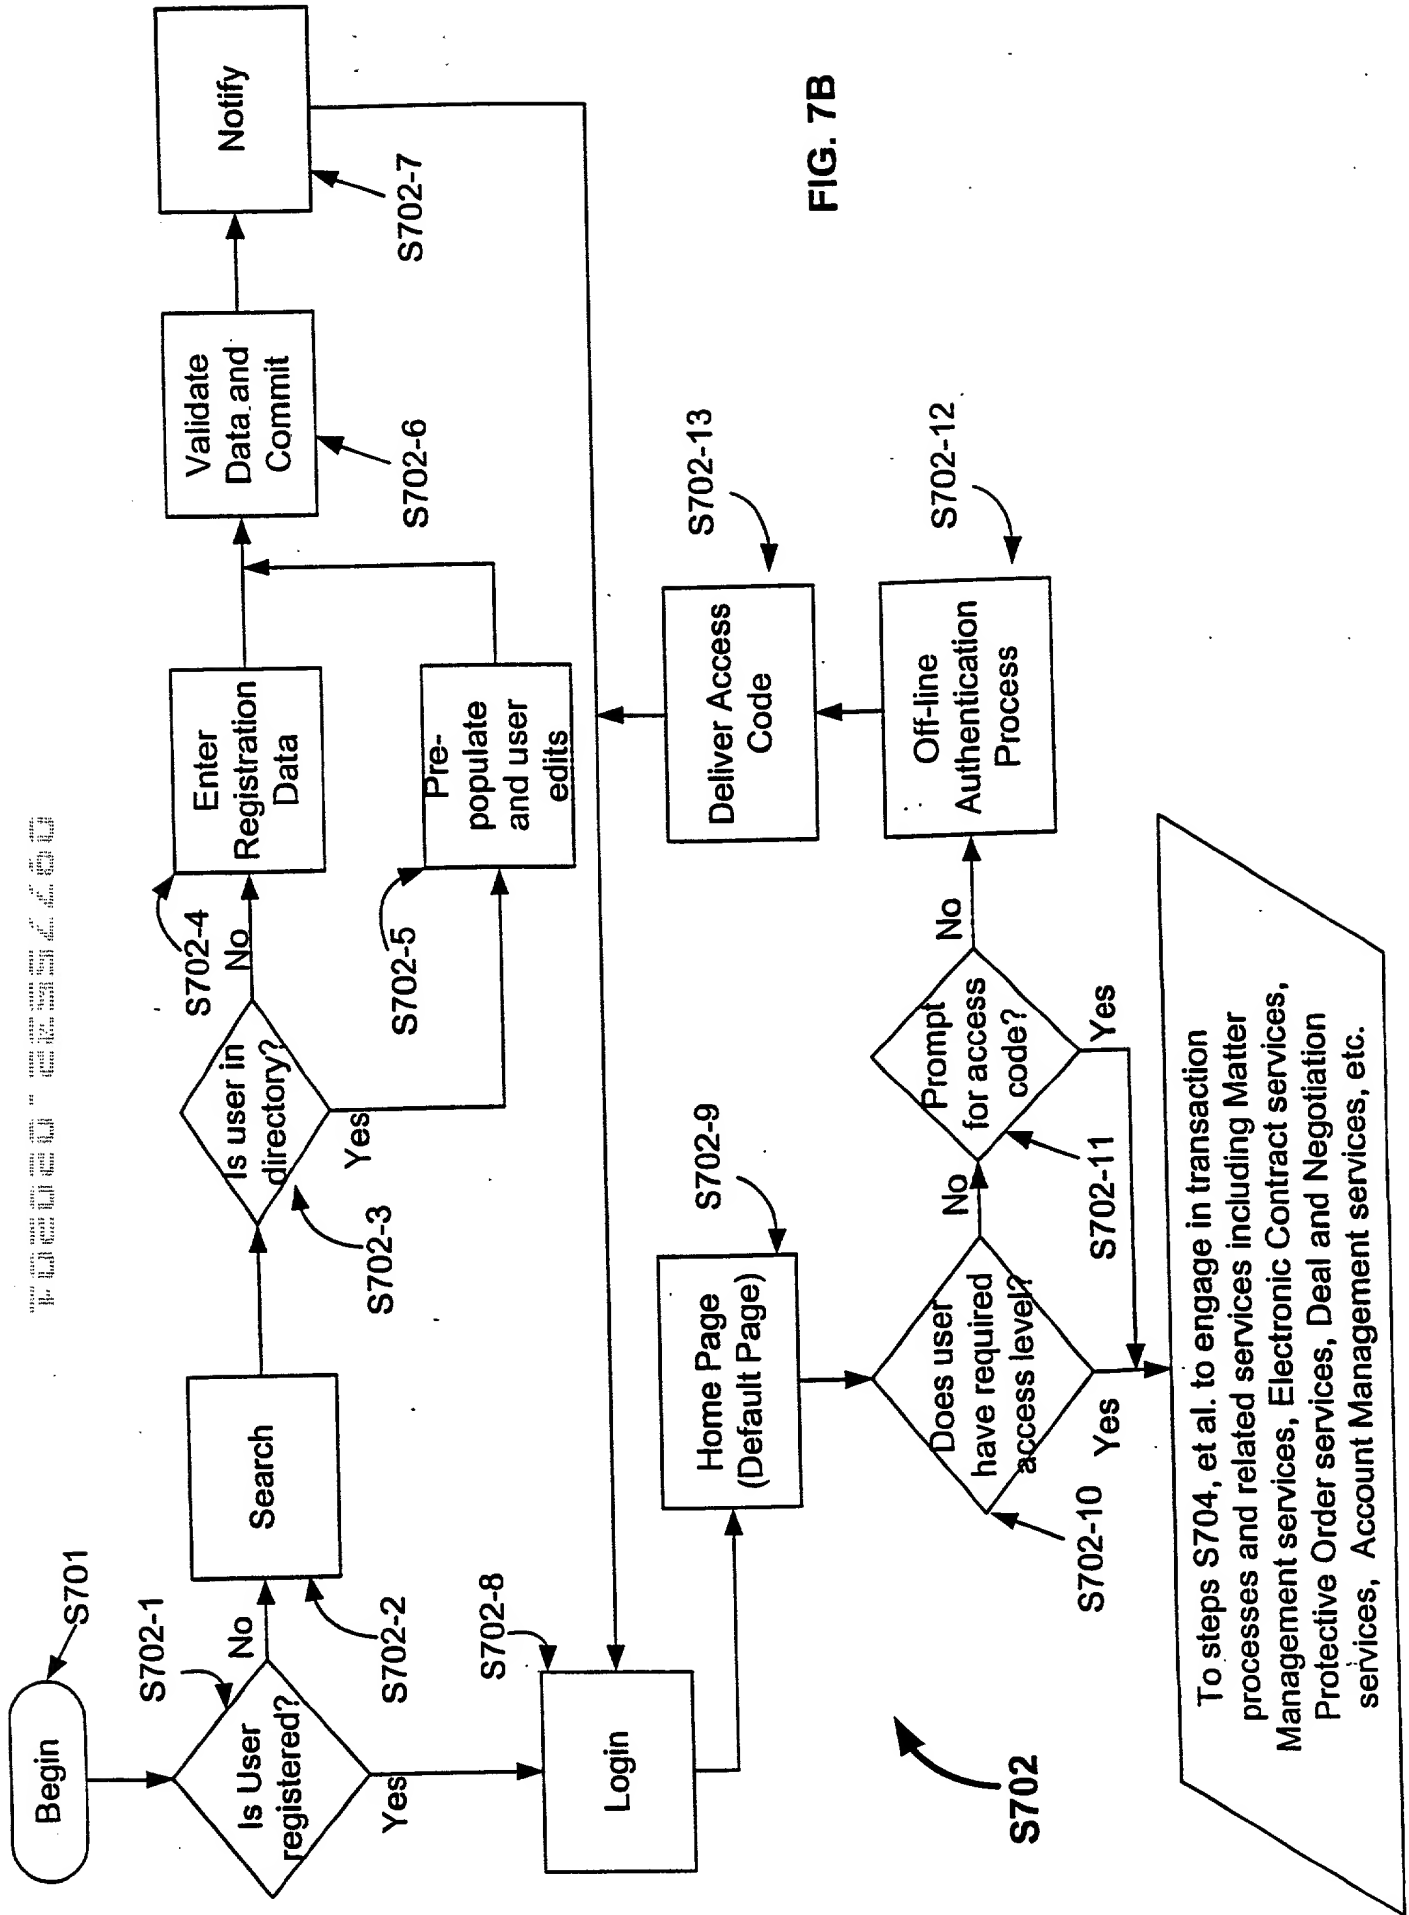 Begin
S701
Is User
registered?
S702-1
No
Yes
Search
S702-2
Is user in
directory?
S702-3
No
Yes
S702-4
Enter
Registration
Data
S702-5
Pre-
populate
and user
edits
Validate
Data and
Commit
S702-6
Notify
S702-7
S702-8
Login
Home Page
(Default Page)
S702-9
Does user
have required
access level?
S702-10
No
Yes
Prompt
for access
code?
S702-11
No
Yes
Off-line
Authentication
Process
S702-12
Deliver Access
Code
S702-13
S702
To steps S704, et al. to engage in transaction
processes and related services including Matter
Management services, Electronic Contract services,
Protective Order services, Deal and Negotiation
services, Account Management services, etc.
FIG. 7B